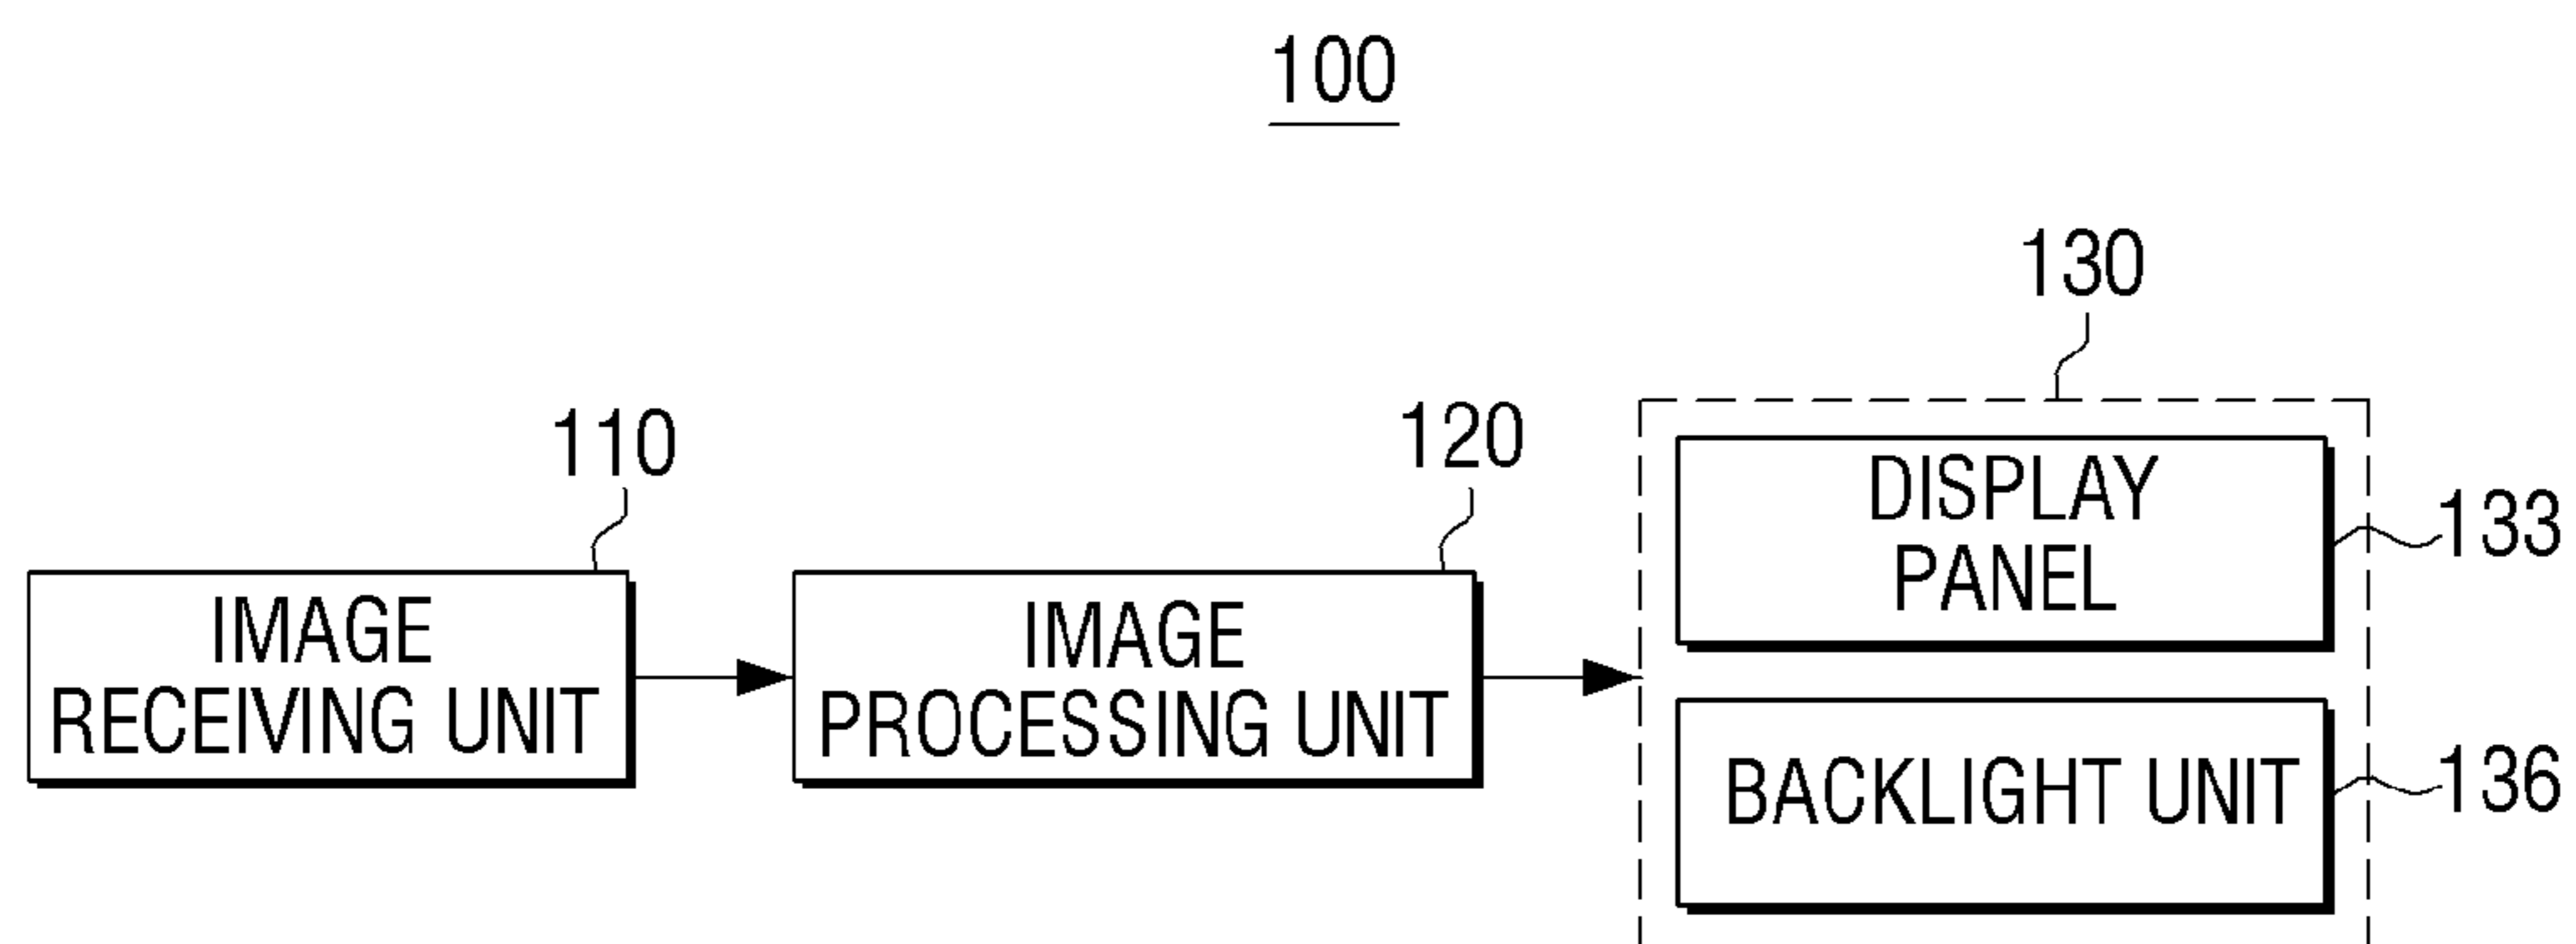 100
130
110
120
DISPLAY
PANEL
133
IMAGE
RECEIVING UNIT
IMAGE
PROCESSING UNIT
BACKLIGHT UNIT
136